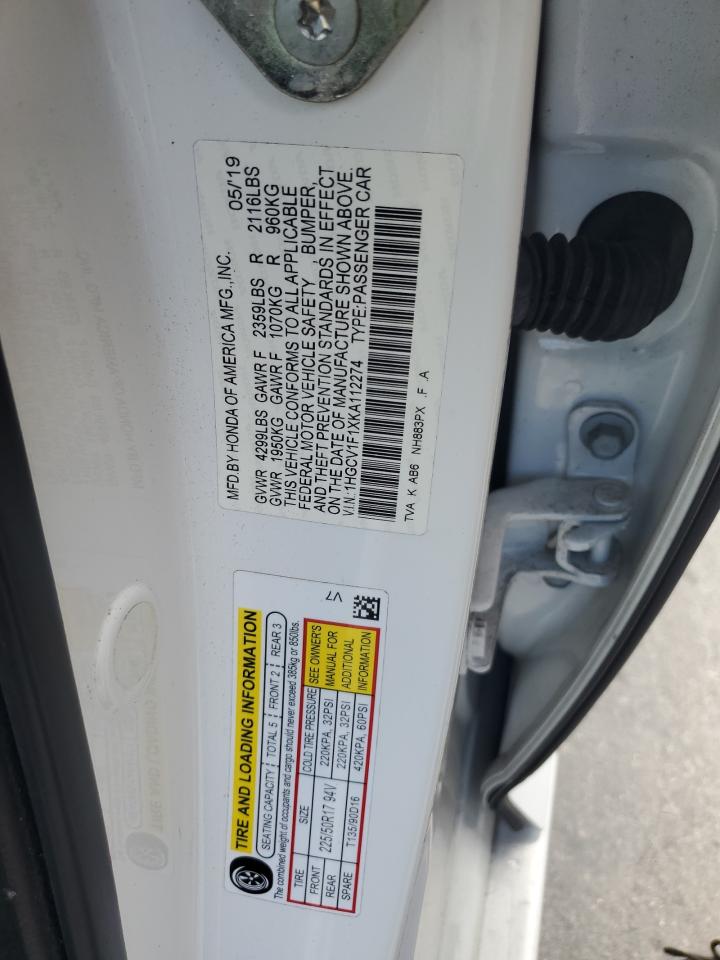 MFD.BY HONDA OF AMERICA MFG.,INC. 05/'19
GVWR 4299LBS GAWR F 2359LBS R 2116LBS
GVWR 1950KG GAWR F 1070KG R 960KG
THIS VEHICLE CONFORMS TO ALL APPLICABLE
FEDERAL MOTOR VEHICLE SAFETY , BUMPER,
AND THEFT PREVENTION STANDARDS IN EFFECT
ON THE DATE OF MANUFACTURE SHOWN ABOVE.
V.I.N.:1HGCV1F1XKA112274 TYPE:PASSENGER CAR
TVA K AB6 NH883PX .F .A
TIRE AND LOADING INFORMATION
SEATING CAPACITY TOTAL 5 FRONT 2 REAR 3
The combined weight of occupants and cargo should never exceed 385kg or 850lbs.
TIRE SIZE COLD TIRE PRESSURE SEE OWNER'S
FRONT 225/50R17 94V 220KPA, 32PSI MANUAL FOR
REAR 220KPA, 32PSI ADDITIONAL
SPARE T135/90D16 420KPA, 60PSI INFORMATION
V7